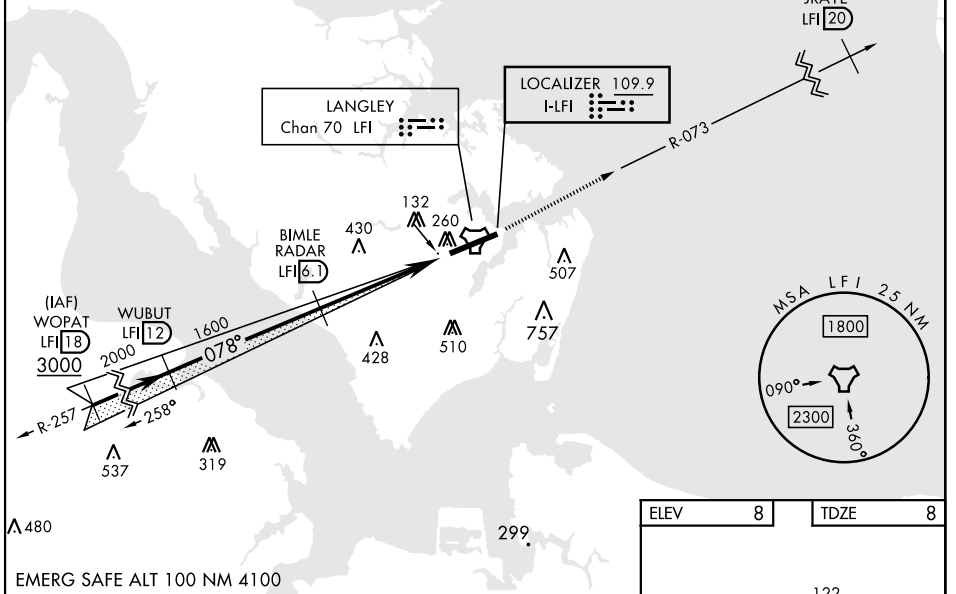 LFI 20
LOCALIZER 109.9
I-LFI
LANGLEY
Chan 70 LFI
R-073
132
260
430
BIMLE
RADAR
LFI 6.1
507
(IAF)
WOPAT
LFI 18
3000
WUBUT
LFI 12
2000
1600
078°
258°
R-257
428
510
757
537
319
MSA LFI 25 NM
1800
090°
2300
360°
480
299
ELEV 8
TDZE 8
EMERG SAFE ALT 100 NM 4100